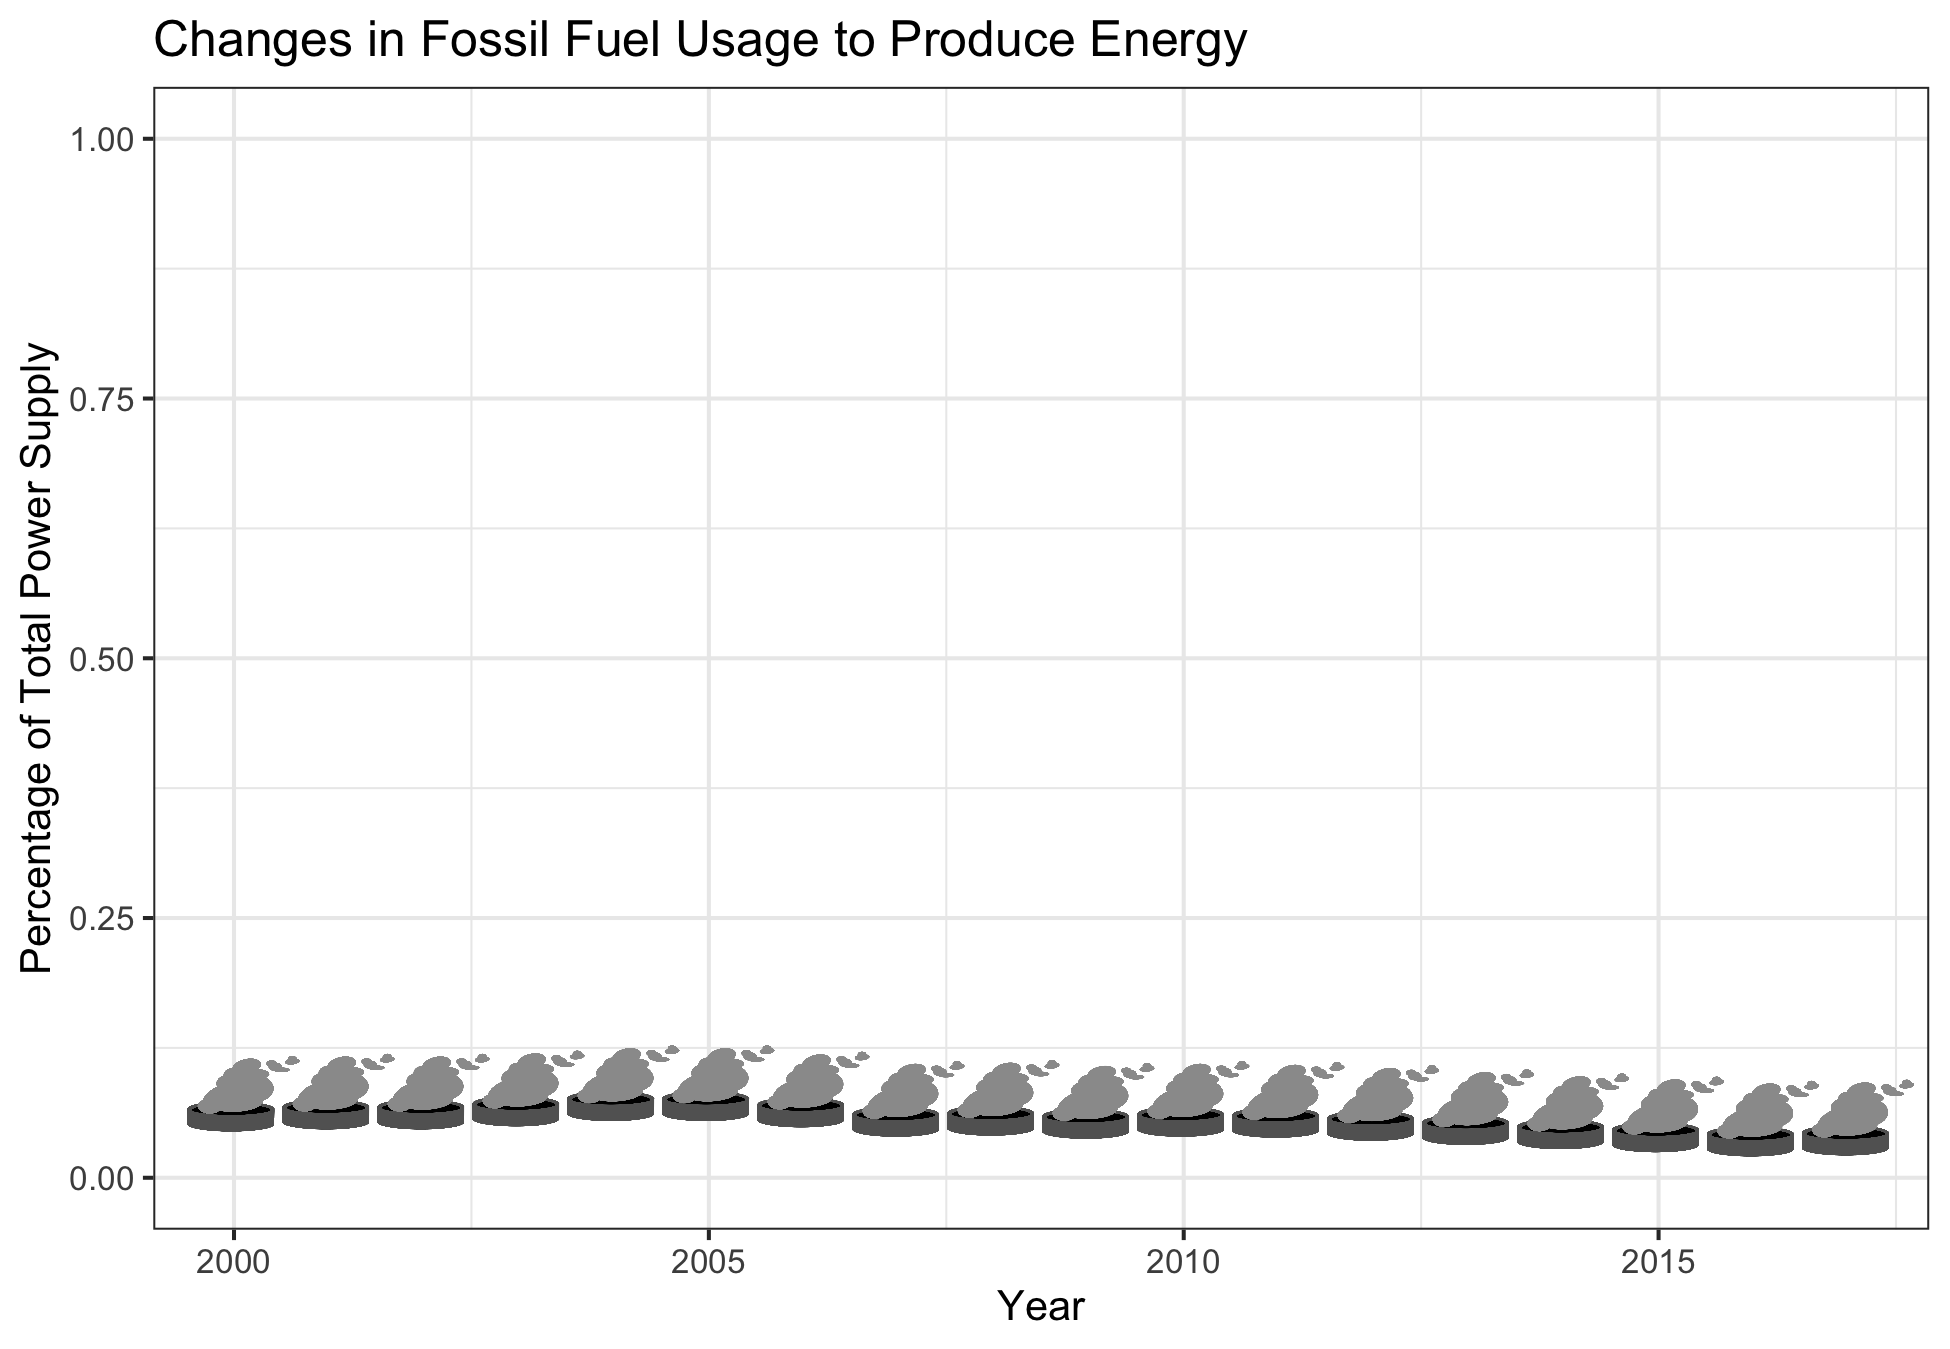 Changes in Fossil Fuel Usage to Produce Energy
Percentage of Total Power Supply
1.00
0.75
0.50
0.25
0.00
2000 2005 2010 2015
Year